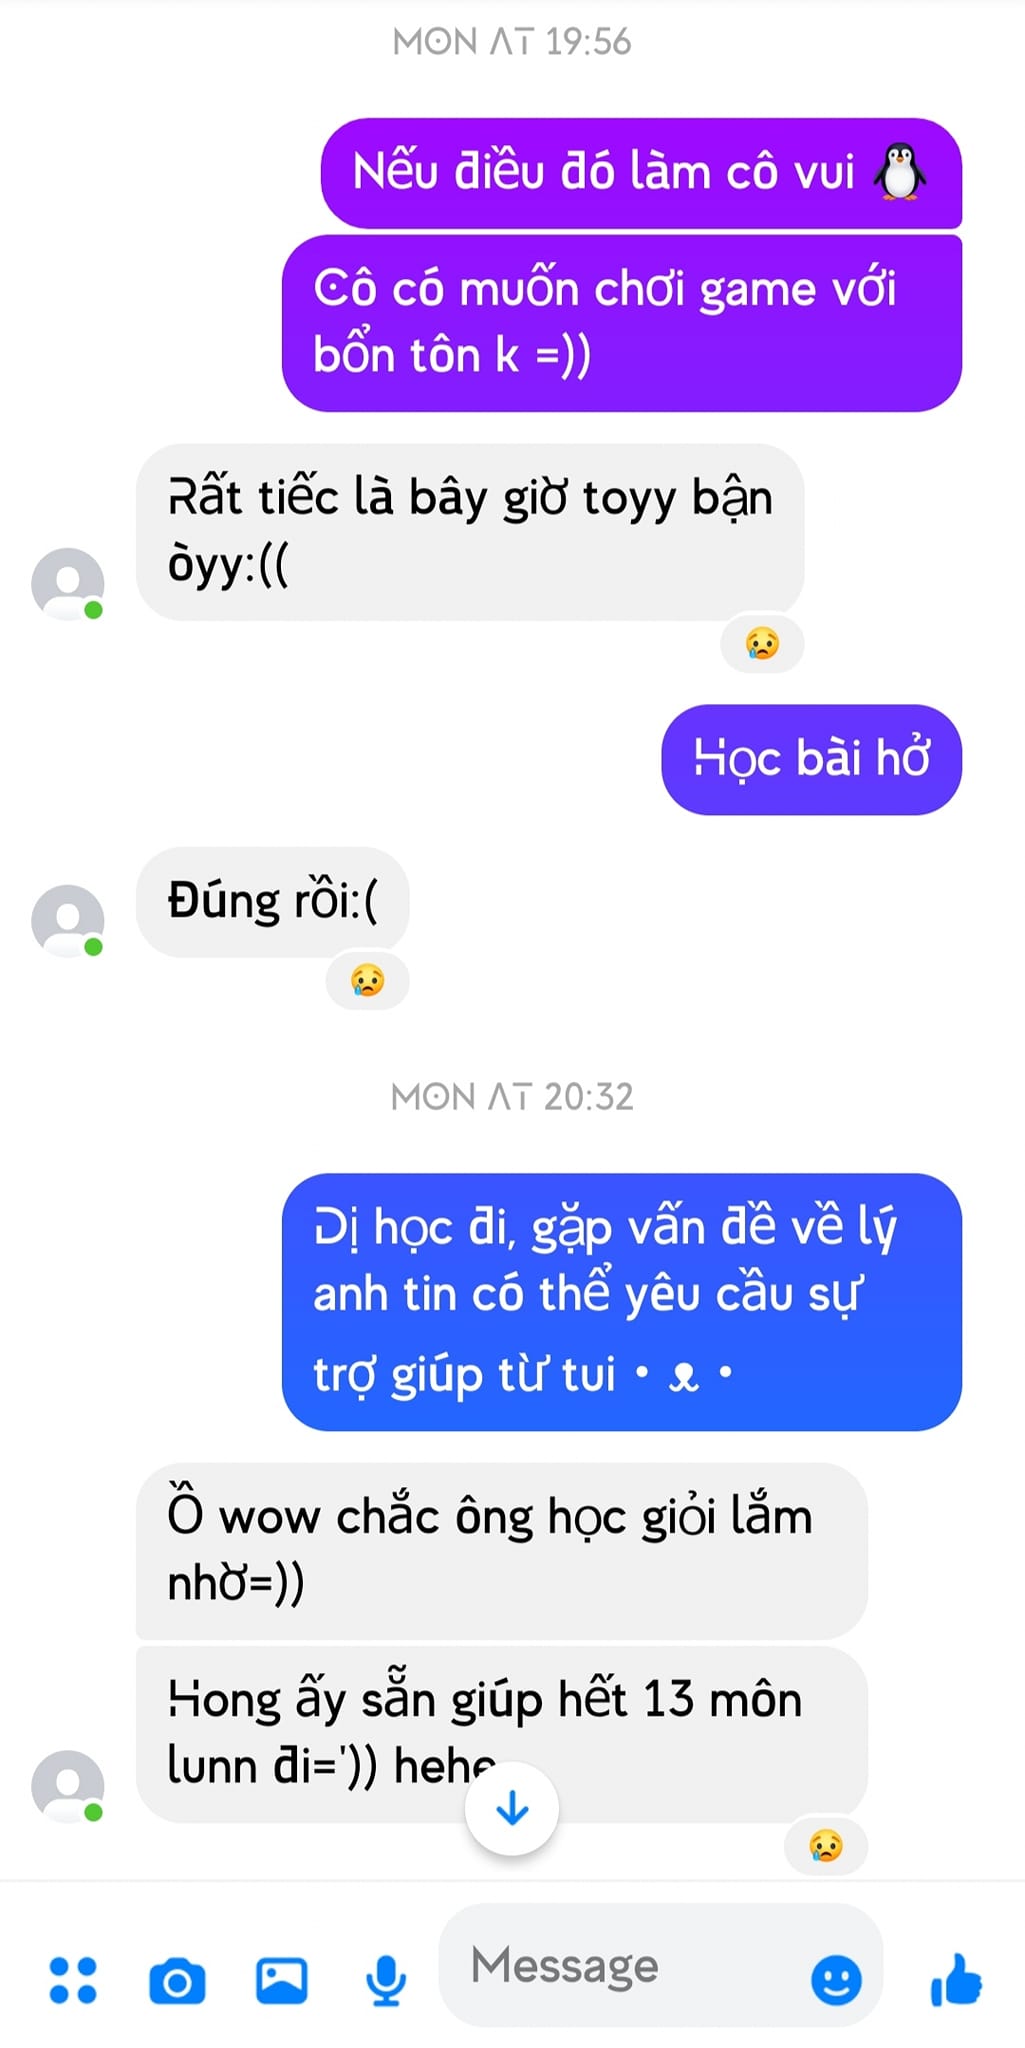 MON AT 19:56
Nếu điều đó làm cô vui 🐧
Cô có muốn chơi game với
bổn tôn k =))
Rất tiếc là bây giờ toyy bận
òyy:((
Học bài hở
Đúng rồi:(
MON AT 20:32
Dị học đi, gặp vấn đề về lý
anh tin có thể yêu cầu sự
trợ giúp từ tui • ᴥ •
Ồ wow chắc ông học giỏi lắm
nhờ=))
Hong ấy sẵn giúp hết 13 môn
lunn đi=')) hehe
Message